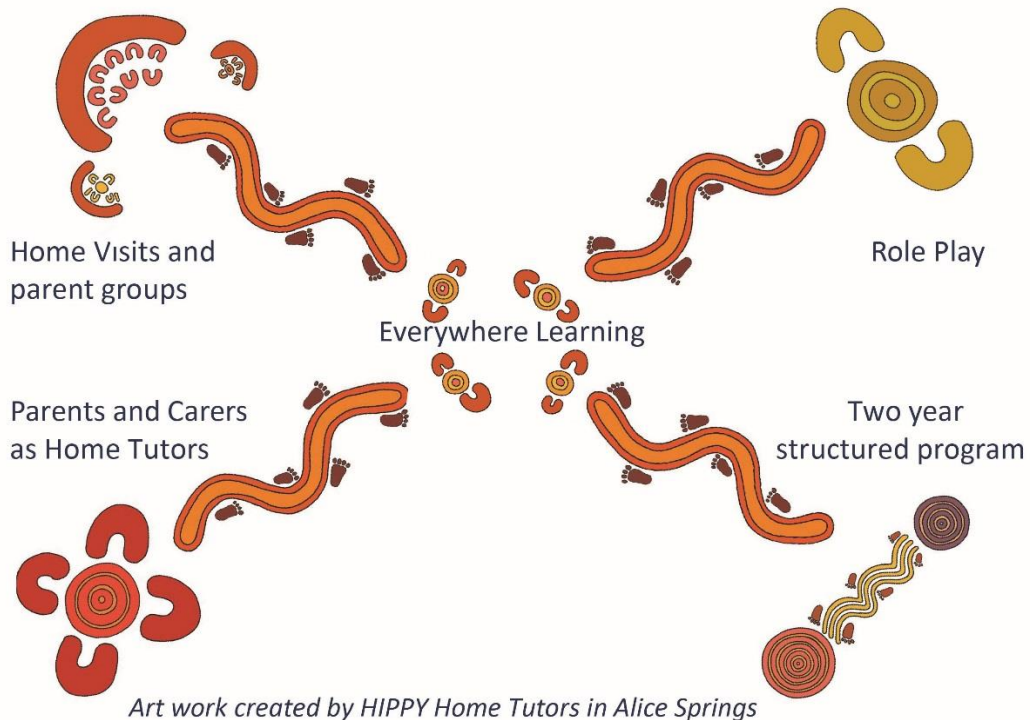 Home Visits and
parent groups
Role Play
Everywhere Learning
Parents and Carers
as Home Tutors
Two year
structured program
Art work created by HIPPY Home Tutors in Alice Springs